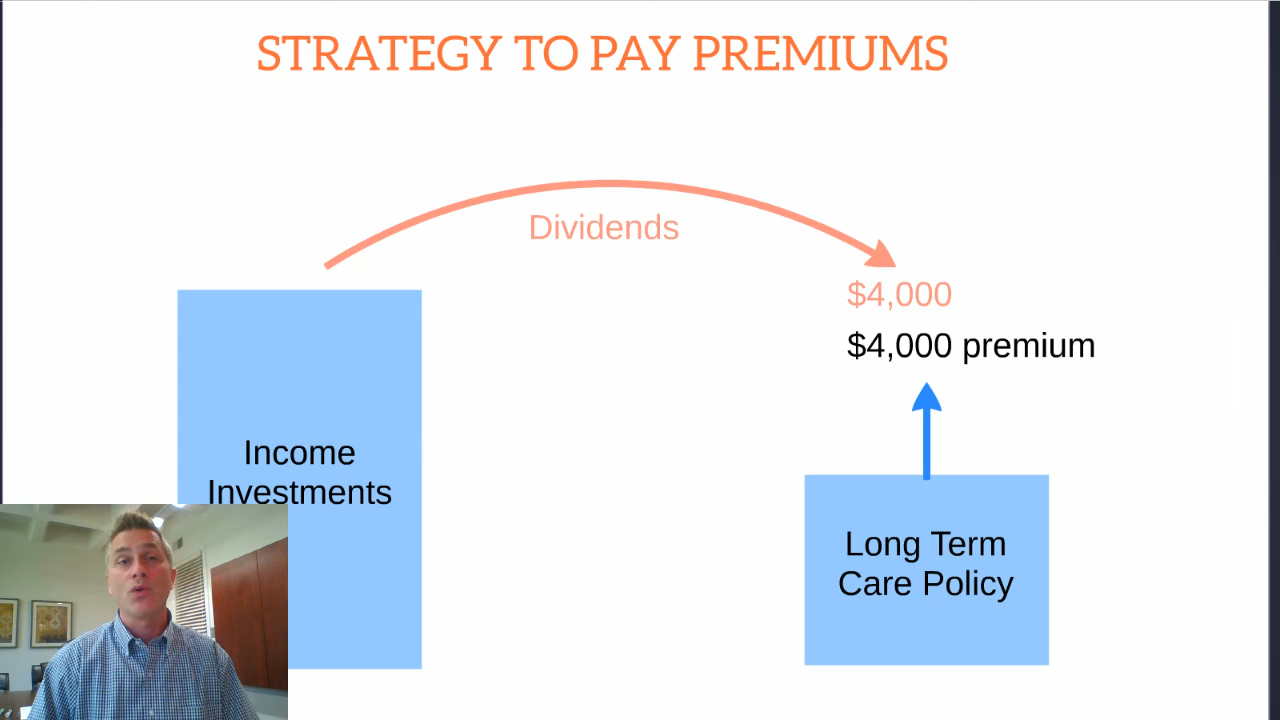 STRATEGY TO PAY PREMIUMS
Dividends
$4,000
$4,000 premium
Income
Investments
Long Term
Care Policy